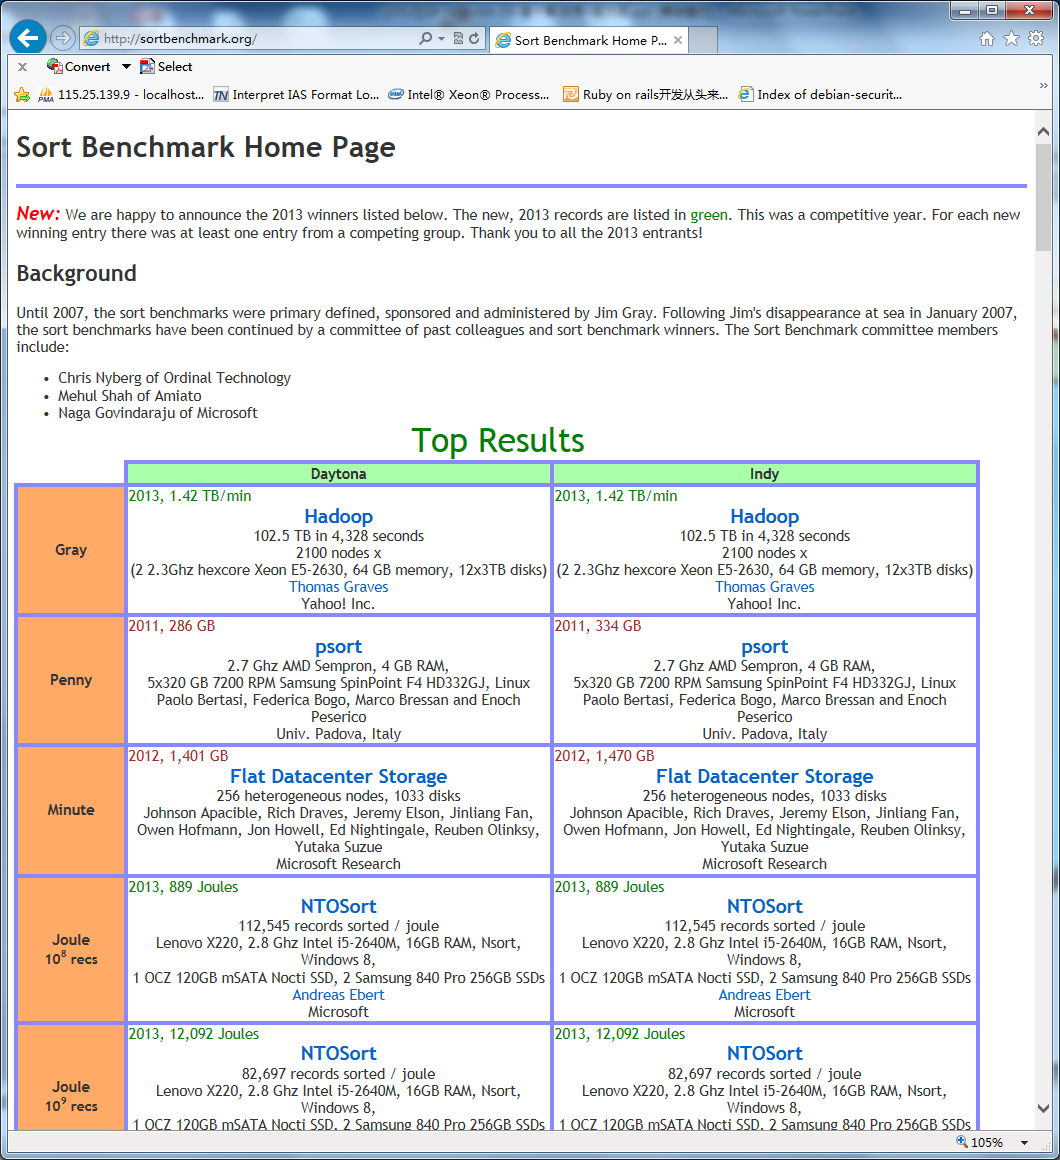 http://sortbenchmark.org/
Sort Benchmark Home P...
Convert Select
115.25.139.9 - localhost... Interpret IAS Format Lo... Intel® Xeon® Process... Ruby on rails开发从头来... Index of debian-securit...
Sort Benchmark Home Page
New: We are happy to announce the 2013 winners listed below. The new, 2013 records are listed in green. This was a competitive year. For each new
winning entry there was at least one entry from a competing group. Thank you to all the 2013 entrants!
Background
Until 2007, the sort benchmarks were primary defined, sponsored and administered by Jim Gray. Following Jim's disappearance at sea in January 2007,
the sort benchmarks have been continued by a committee of past colleagues and sort benchmark winners. The Sort Benchmark committee members
include:
• Chris Nyberg of Ordinal Technology
• Mehul Shah of Amiato
• Naga Govindaraju of Microsoft
Top Results
Daytona Indy
Gray
2013, 1.42 TB/min
Hadoop
102.5 TB in 4,328 seconds
2100 nodes x
(2 2.3Ghz hexcore Xeon E5-2630, 64 GB memory, 12x3TB disks)
Thomas Graves
Yahoo! Inc.
2013, 1.42 TB/min
Hadoop
102.5 TB in 4,328 seconds
2100 nodes x
(2 2.3Ghz hexcore Xeon E5-2630, 64 GB memory, 12x3TB disks)
Thomas Graves
Yahoo! Inc.
Penny
2011, 286 GB
psort
2.7 Ghz AMD Sempron, 4 GB RAM,
5x320 GB 7200 RPM Samsung SpinPoint F4 HD332GJ, Linux
Paolo Bertasi, Federica Bogo, Marco Bressan and Enoch
Peserico
Univ. Padova, Italy
2011, 334 GB
psort
2.7 Ghz AMD Sempron, 4 GB RAM,
5x320 GB 7200 RPM Samsung SpinPoint F4 HD332GJ, Linux
Paolo Bertasi, Federica Bogo, Marco Bressan and Enoch
Peserico
Univ. Padova, Italy
Minute
2012, 1,401 GB
Flat Datacenter Storage
256 heterogeneous nodes, 1033 disks
Johnson Apacible, Rich Draves, Jeremy Elson, Jinliang Fan,
Owen Hofmann, Jon Howell, Ed Nightingale, Reuben Olinksy,
Yutaka Suzue
Microsoft Research
2012, 1,470 GB
Flat Datacenter Storage
256 heterogeneous nodes, 1033 disks
Johnson Apacible, Rich Draves, Jeremy Elson, Jinliang Fan,
Owen Hofmann, Jon Howell, Ed Nightingale, Reuben Olinksy,
Yutaka Suzue
Microsoft Research
Joule
10⁸ recs
2013, 889 Joules
NTOSort
112,545 records sorted / joule
Lenovo X220, 2.8 Ghz Intel i5-2640M, 16GB RAM, Nsort,
Windows 8,
1 OCZ 120GB mSATA Nocti SSD, 2 Samsung 840 Pro 256GB SSDs
Andreas Ebert
Microsoft
2013, 889 Joules
NTOSort
112,545 records sorted / joule
Lenovo X220, 2.8 Ghz Intel i5-2640M, 16GB RAM, Nsort,
Windows 8,
1 OCZ 120GB mSATA Nocti SSD, 2 Samsung 840 Pro 256GB SSDs
Andreas Ebert
Microsoft
Joule
10⁹ recs
2013, 12,092 Joules
NTOSort
82,697 records sorted / joule
Lenovo X220, 2.8 Ghz Intel i5-2640M, 16GB RAM, Nsort,
Windows 8,
1 OCZ 120GB mSATA Nocti SSD, 2 Samsung 840 Pro 256GB SSDs
2013, 12,092 Joules
NTOSort
82,697 records sorted / joule
Lenovo X220, 2.8 Ghz Intel i5-2640M, 16GB RAM, Nsort,
Windows 8,
1 OCZ 120GB mSATA Nocti SSD, 2 Samsung 840 Pro 256GB SSDs
105%